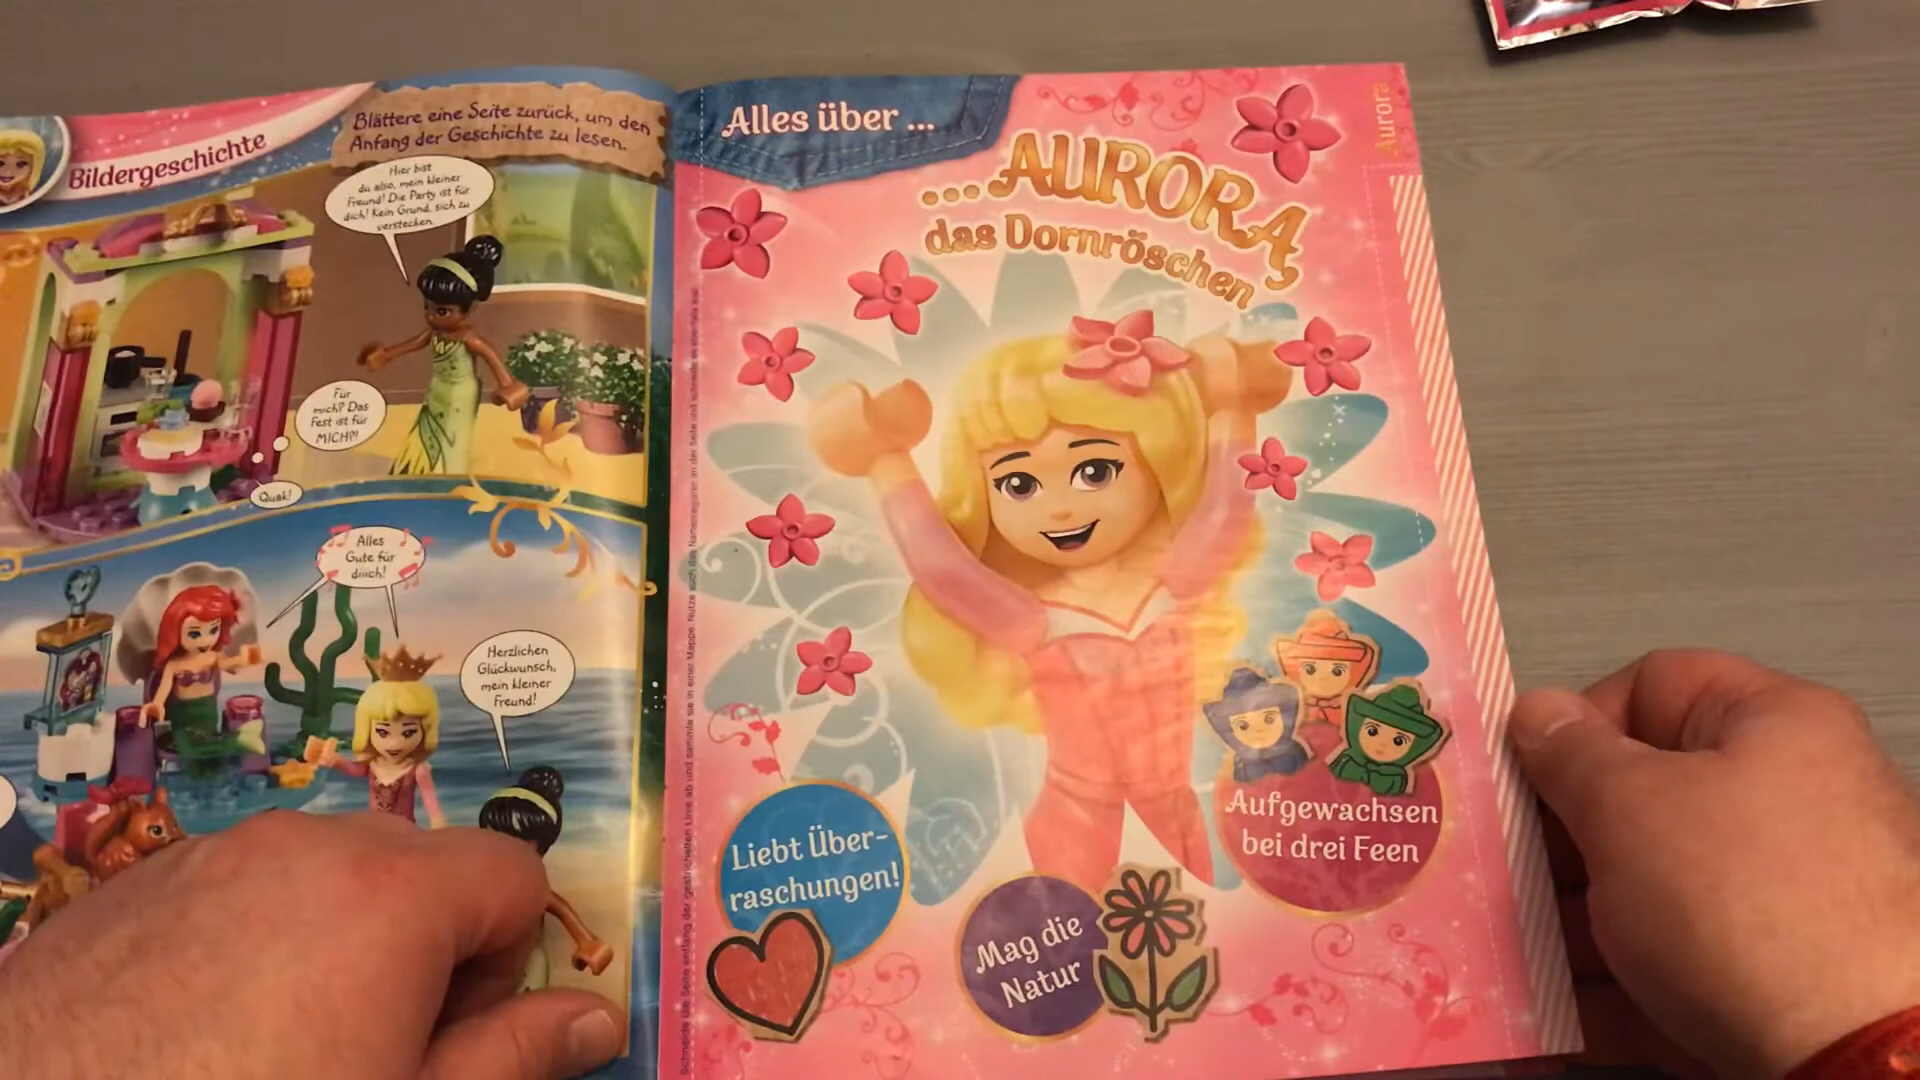 Bildergeschichte
Blättere eine Seite zurück, um den
Anfang der Geschichte zu lesen.
Hier bist
du also, mein kleiner
Freund! Die Party ist für
dich! Kein Grund, sich zu
verstecken.
Für
mich? Das
Fest ist für
MICH?!
Quak!
Alles
Gute für
diiich!
Herzlichen
Glückwunsch,
mein kleiner
Freund!
Alles über ...
... AURORA,
das Dornröschen
Aurora
Liebt Über-
raschungen!
Mag die
Natur
Aufgewachsen
bei drei Feen